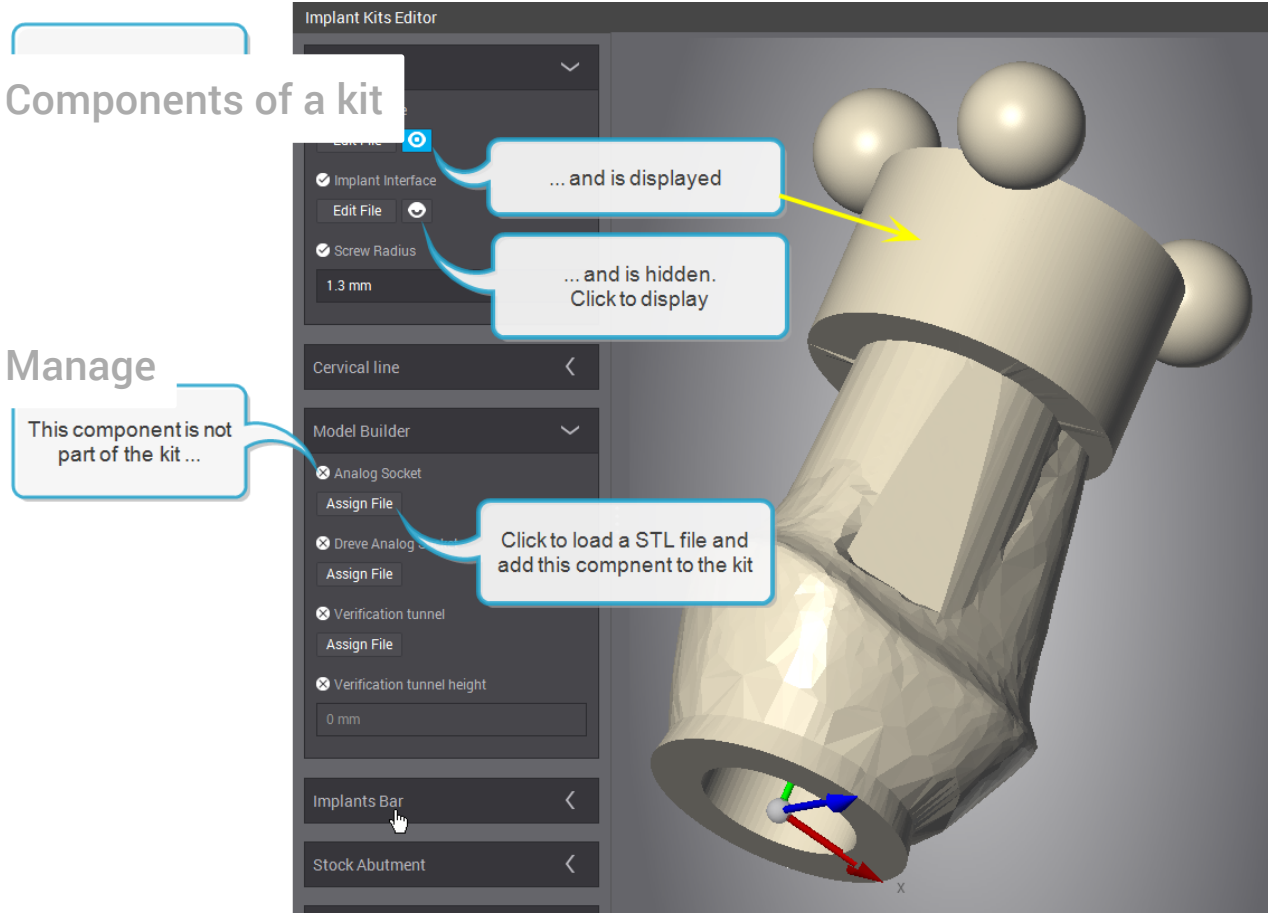 Implant Kits Editor
Components of a kit
Edit File
... and is displayed
Implant Interface
Edit File
Screw Radius
... and is hidden.
Click to display
1.3 mm
Manage
Cervical line
This component is not
part of the kit ...
Model Builder
Analog Socket
Assign File
Click to load a STL file and
add this compnent to the kit
Dreve Analog
Assign File
Verification tunnel
Assign File
Verification tunnel height
0 mm
Implants Bar
Stock Abutment
X